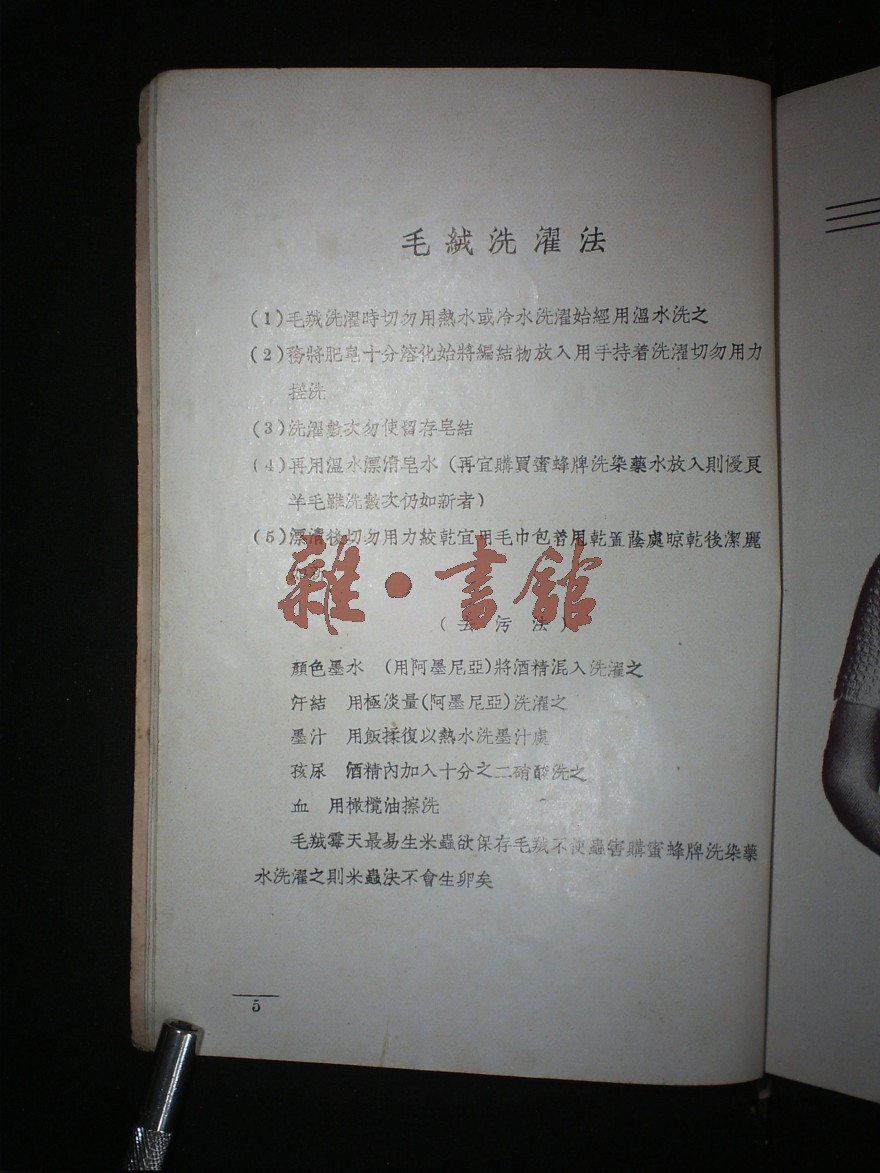 毛絨洗濯法
(1)毛羢洗濯時切勿用熱水或冷水洗濯始經用溫水洗之
(2)務將肥皂十分溶化始將編結物放入用手持着洗濯切勿用力
搓洗
(3)洗濯數次勿使留存皂結
(4)再用溫水漂清皂水(再宜購買蜜蜂牌洗染藥水放入則優良
羊毛雖洗數次仍如新者)
(5)漂清後切勿用力絞乾宜用毛巾包着甩乾置蔭處晾乾後潔麗
雜·書館
(去污法)
顏色墨水 (用阿墨尼亞)將酒精混入洗濯之
汗結 用極淡量(阿墨尼亞)洗濯之
墨汁 用飯揉復以熱水洗墨汁處
孩尿 酒精內加入十分之二硝酸洗之
血 用橄欖油擦洗
毛羢霉天最易生米蟲欲保存毛羢不使蟲害購蜜蜂牌洗染藥
水洗濯之則米蟲決不會生卵矣
5